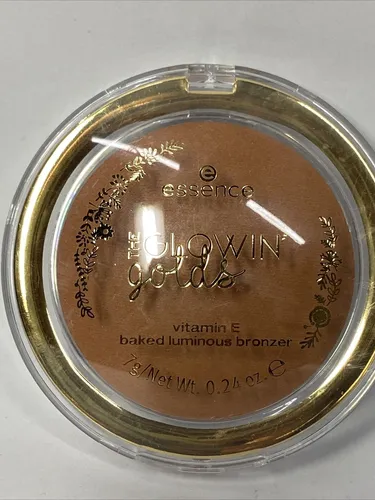 e
essence
THE GLOWIN'
golds
vitamin E
baked luminous bronzer
7g/Net Wt. 0.24 oz. ℮